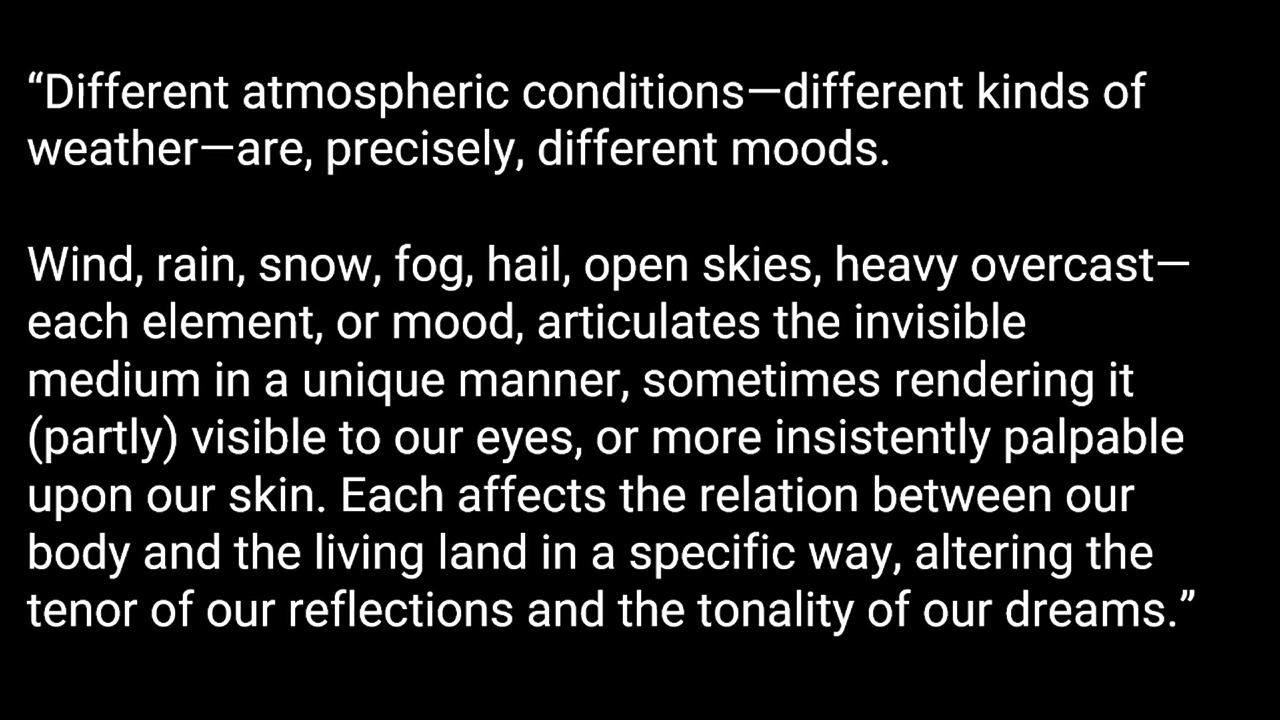 “Different atmospheric conditions—different kinds of
weather—are, precisely, different moods.
Wind, rain, snow, fog, hail, open skies, heavy overcast—
each element, or mood, articulates the invisible
medium in a unique manner, sometimes rendering it
(partly) visible to our eyes, or more insistently palpable
upon our skin. Each affects the relation between our
body and the living land in a specific way, altering the
tenor of our reflections and the tonality of our dreams.”